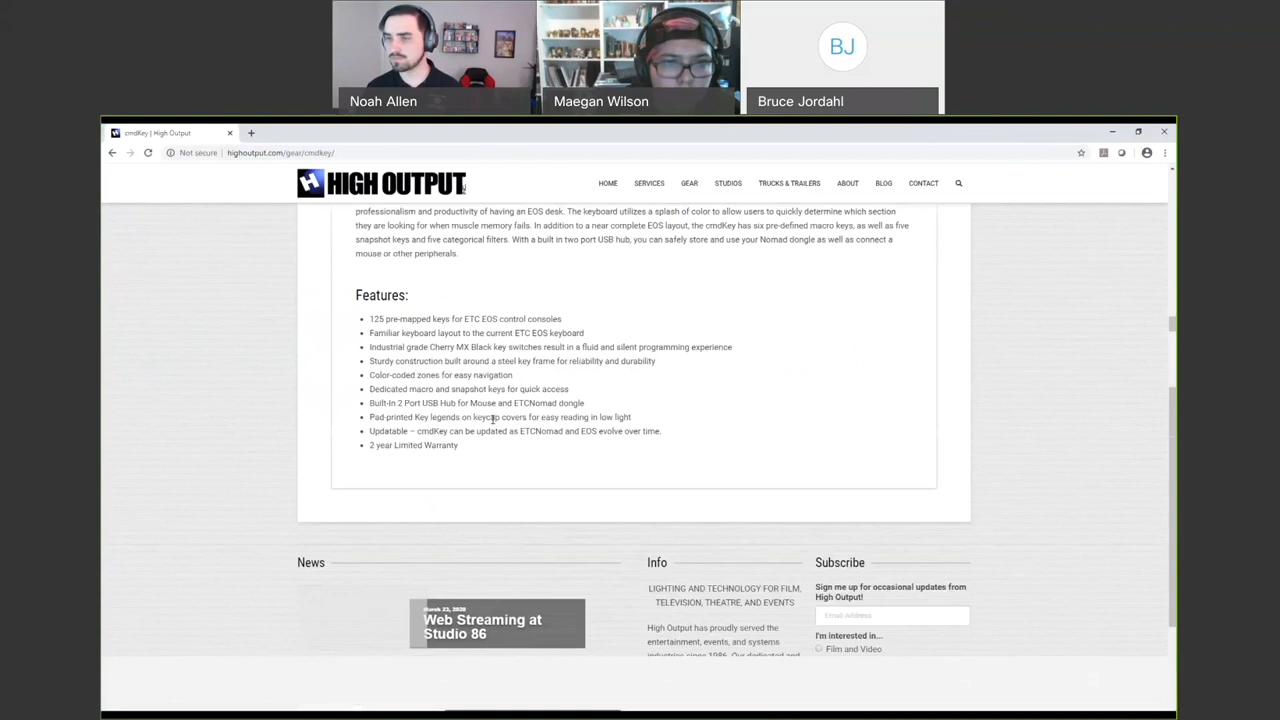 BJ
Noah Allen
Maegan Wilson
Bruce Jordahl
cmdKey | High Output
Not secure
highoutput.com/gear/cmdkey/
HIGH OUTPUT INC.
HOME SERVICES GEAR STUDIOS TRUCKS & TRAILERS ABOUT BLOG CONTACT
professionalism and productivity of having an EOS desk. The keyboard utilizes a splash of color to allow users to quickly determine which section
they are looking for when muscle memory fails. In addition to a near complete EOS layout, the cmdKey has six pre-defined macro keys, as well as five
snapshot keys and five categorical filters. With a built in two port USB hub, you can safely store and use your Nomad dongle as well as connect a
mouse or other peripherals.
Features:
125 pre-mapped keys for ETC EOS control consoles
Familiar keyboard layout to the current ETC EOS keyboard
Industrial grade Cherry MX Black key switches result in a fluid and silent programming experience
Sturdy construction built around a steel key frame for reliability and durability
Color-coded zones for easy navigation
Dedicated macro and snapshot keys for quick access
Built-In 2 Port USB Hub for Mouse and ETCNomad dongle
Pad-printed Key legends on keycap covers for easy reading in low light
Updatable – cmdKey can be updated as ETCNomad and EOS evolve over time.
2 year Limited Warranty
News
March 23, 2020
Web Streaming at
Studio 86
Info
LIGHTING AND TECHNOLOGY FOR FILM,
TELEVISION, THEATRE, AND EVENTS
High Output has proudly served the
entertainment, events, and systems
industries since 1986. Our dedicated and
Subscribe
Sign me up for occasional updates from
High Output!
Email Address
I'm interested in...
Film and Video